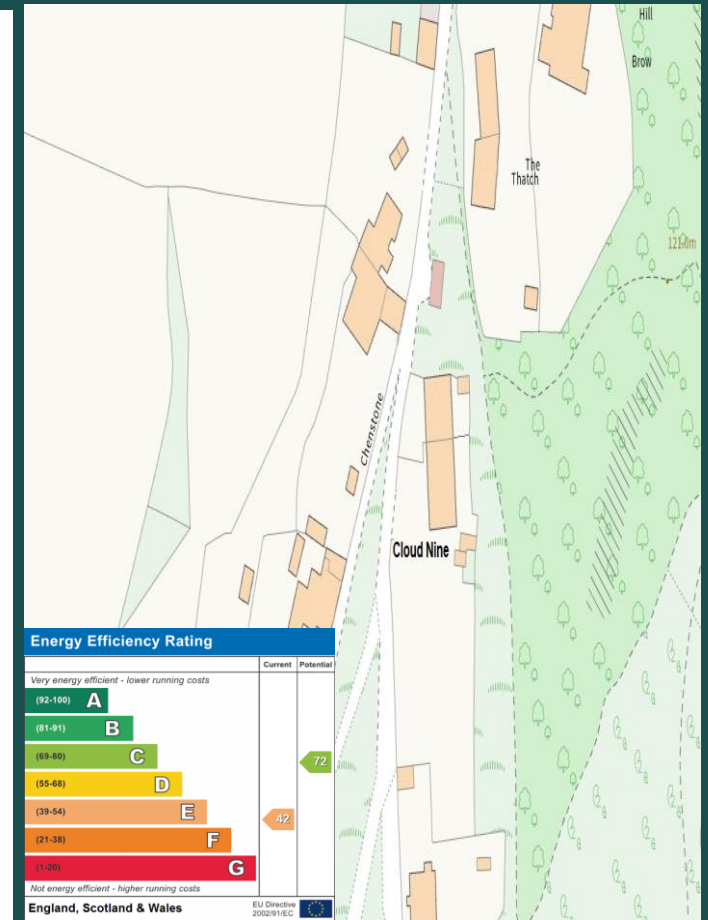 Hill
Brow
The
Thatch
121.0m
Chenstone
Cloud Nine
Energy Efficiency Rating
Current Potential
Very energy efficient - lower running costs
(92-100) A
(81-91) B
(69-80) C
72
(55-68) D
(39-54) E
42
(21-38) F
(1-20) G
Not energy efficient - higher running costs
England, Scotland & Wales
EU Directive
2002/91/EC